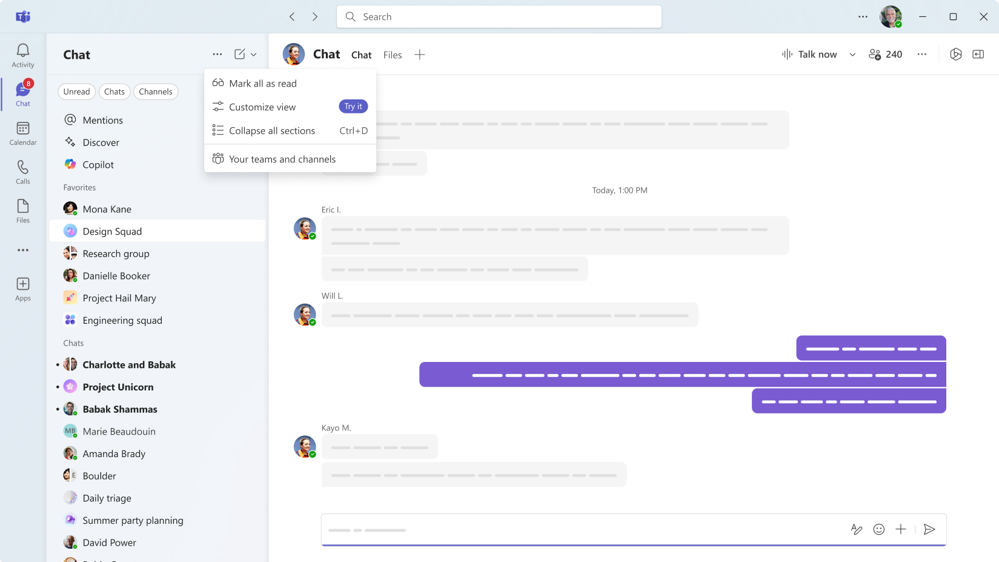 Search
Activity
8
Chat
Calendar
Calls
Files
Apps
Chat
Unread
Chats
Channels
Mentions
Discover
Copilot
Favorites
Mona Kane
Design Squad
Research group
Danielle Booker
Project Hail Mary
Engineering squad
Chats
Charlotte and Babak
Project Unicorn
Babak Shammas
MB Marie Beaudouin
Amanda Brady
E Boulder
Daily triage
Summer party planning
David Power
Mark all as read
Customize view Try it
Collapse all sections Ctrl+D
Your teams and channels
Chat Chat Files
Talk now 240
Today, 1:00 PM
Eric I.
Will L.
Kayo M.